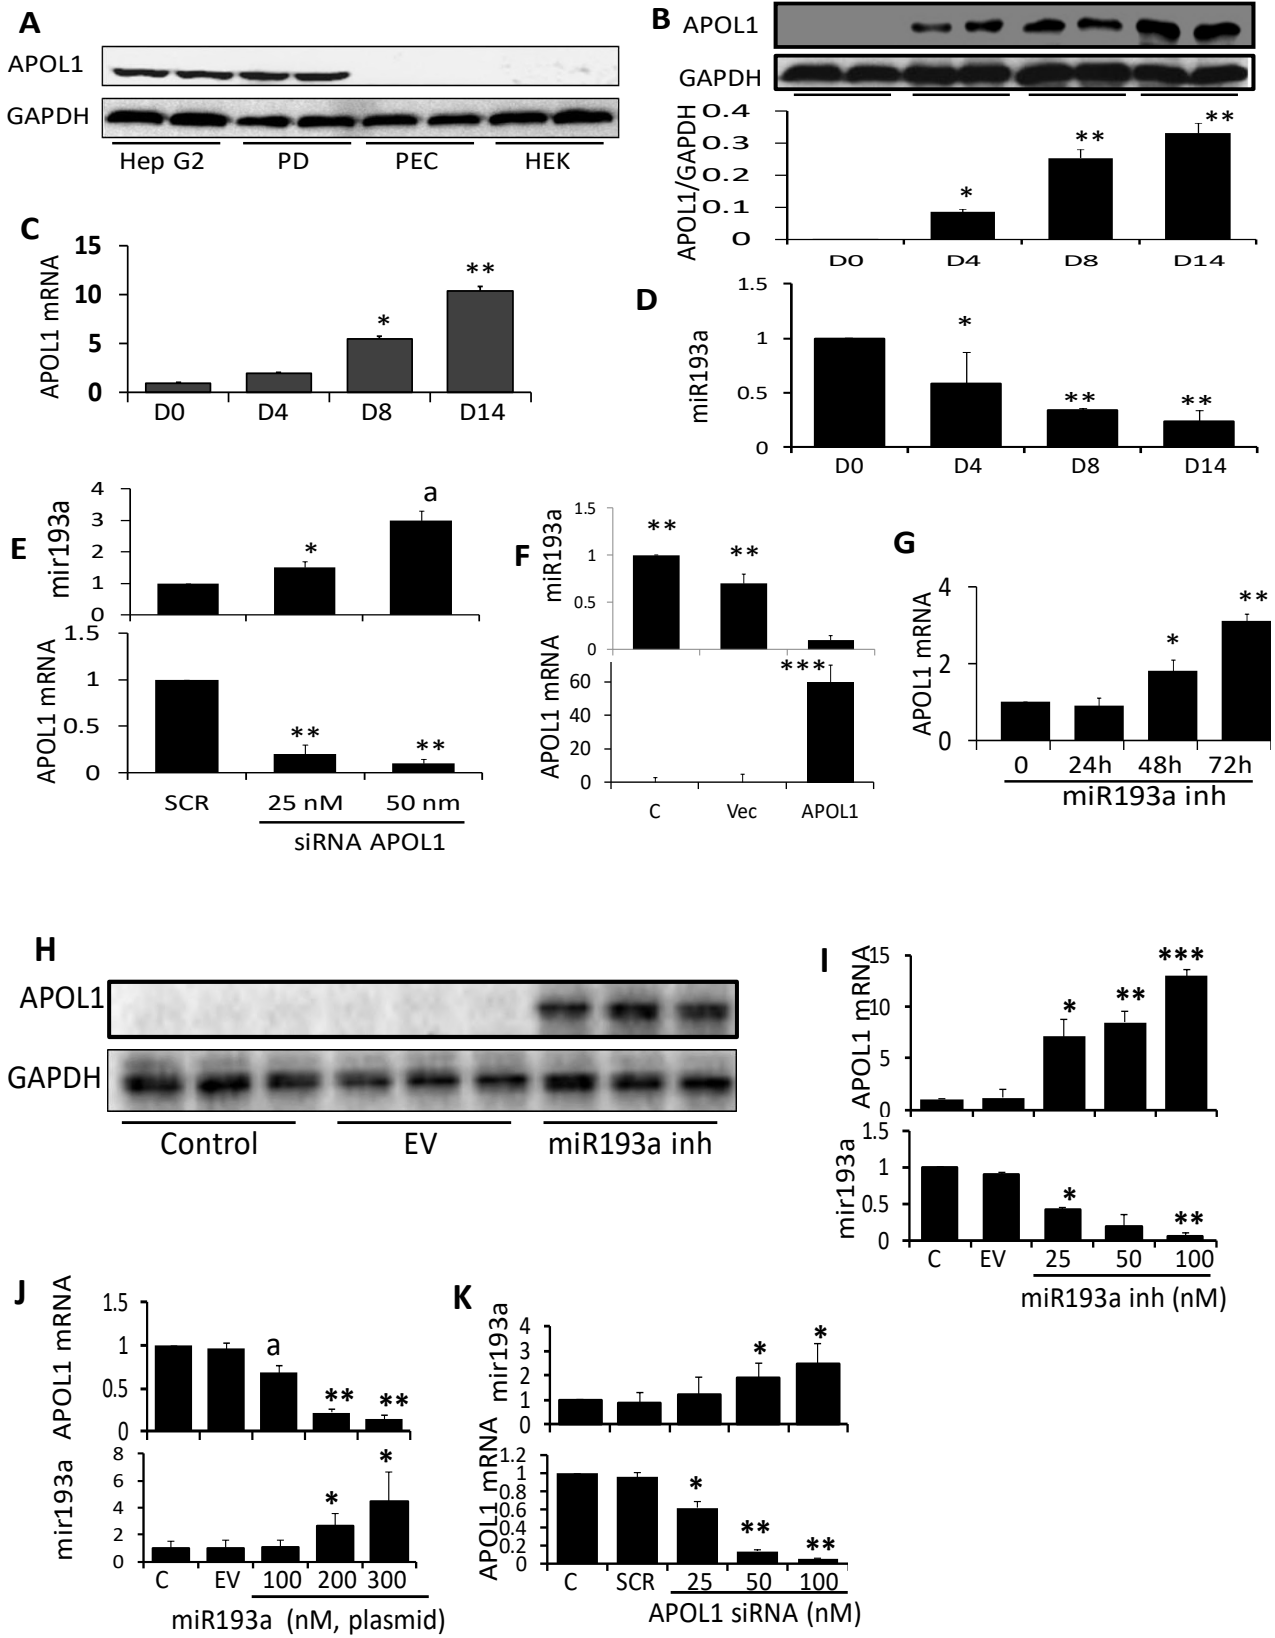 A
APOL1
GAPDH
Hep G2 PD PEC HEK
B
APOL1
GAPDH
APOL1/GAPDH
0.4
0.3
0.2
0.1
0
* ** **
D0 D4 D8 D14
C
APOL1 mRNA
15
10
5
0
* **
D0 D4 D8 D14
D
miR193a
1.5
1
0.5
0
* ** **
D0 D4 D8 D14
E
mir193a
4
3
2
1
0
* a
APOL1 mRNA
1.5
1
0.5
0
** **
SCR 25 nM 50 nm
siRNA APOL1
F
miR193a
1.5
1
0.5
0
** **
APOL1 mRNA
60
40
20
0
***
C Vec APOL1
G
APOL1 mRNA
4
2
0
* **
0 24h 48h 72h
miR193a inh
H
APOL1
GAPDH
Control EV miR193a inh
I
APOL1 mRNA
15
10
5
0
* ** ***
mir193a
1.5
1
0.5
0
* **
C EV 25 50 100
miR193a inh (nM)
J
APOL1 mRNA
1.5
1
0.5
0
a ** **
mir193a
8
6
4
2
0
* *
C EV 100 200 300
miR193a (nM, plasmid)
K
mir193a
4
3
2
1
0
* *
APOL1 mRNA
1.2
1
0.8
0.6
0.4
0.2
0
* ** **
C SCR 25 50 100
APOL1 siRNA (nM)